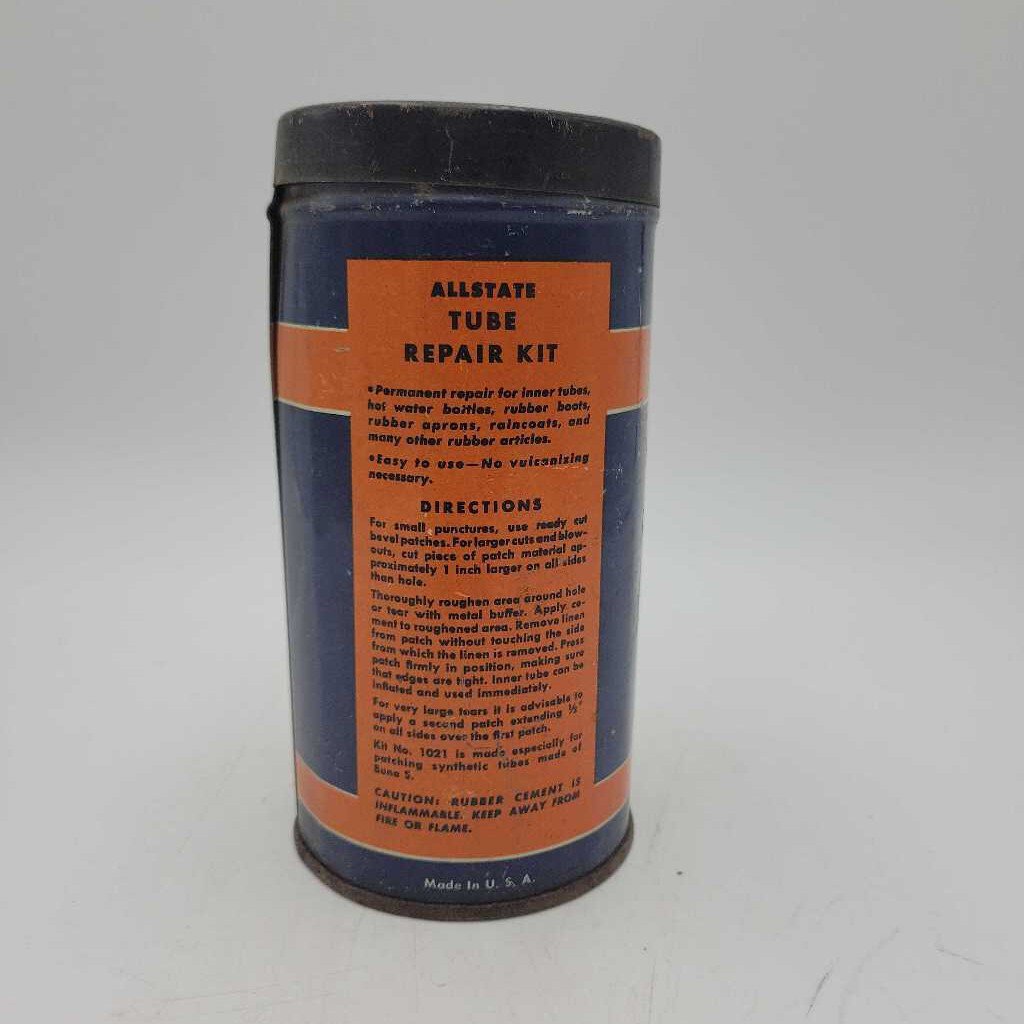 ALLSTATE
TUBE
REPAIR KIT
•Permanent repair for inner tubes,
hot water bottles, rubber boots,
rubber aprons, raincoats, and
many other rubber articles.
•Easy to use—No vulcanizing
necessary.
DIRECTIONS
For small punctures, use ready cut
bevel patches. For larger cuts and blow-
outs, cut piece of patch material ap-
proximately 1 inch larger on all sides
than hole.
Thoroughly roughen area around hole
or tear with metal buffer. Apply ce-
ment to roughened area. Remove linen
from patch without touching the side
from which the linen is removed. Press
patch firmly in position, making sure
that edges are tight. Inner tube can be
inflated and used immediately.
For very large tears it is advisable to
apply a second patch extending ½"
on all sides over the first patch.
Kit No. 1021 is made especially for
patching synthetic tubes made of
Buna S.
CAUTION: RUBBER CEMENT IS
INFLAMMABLE. KEEP AWAY FROM
FIRE OR FLAME.
Made In U. S. A.